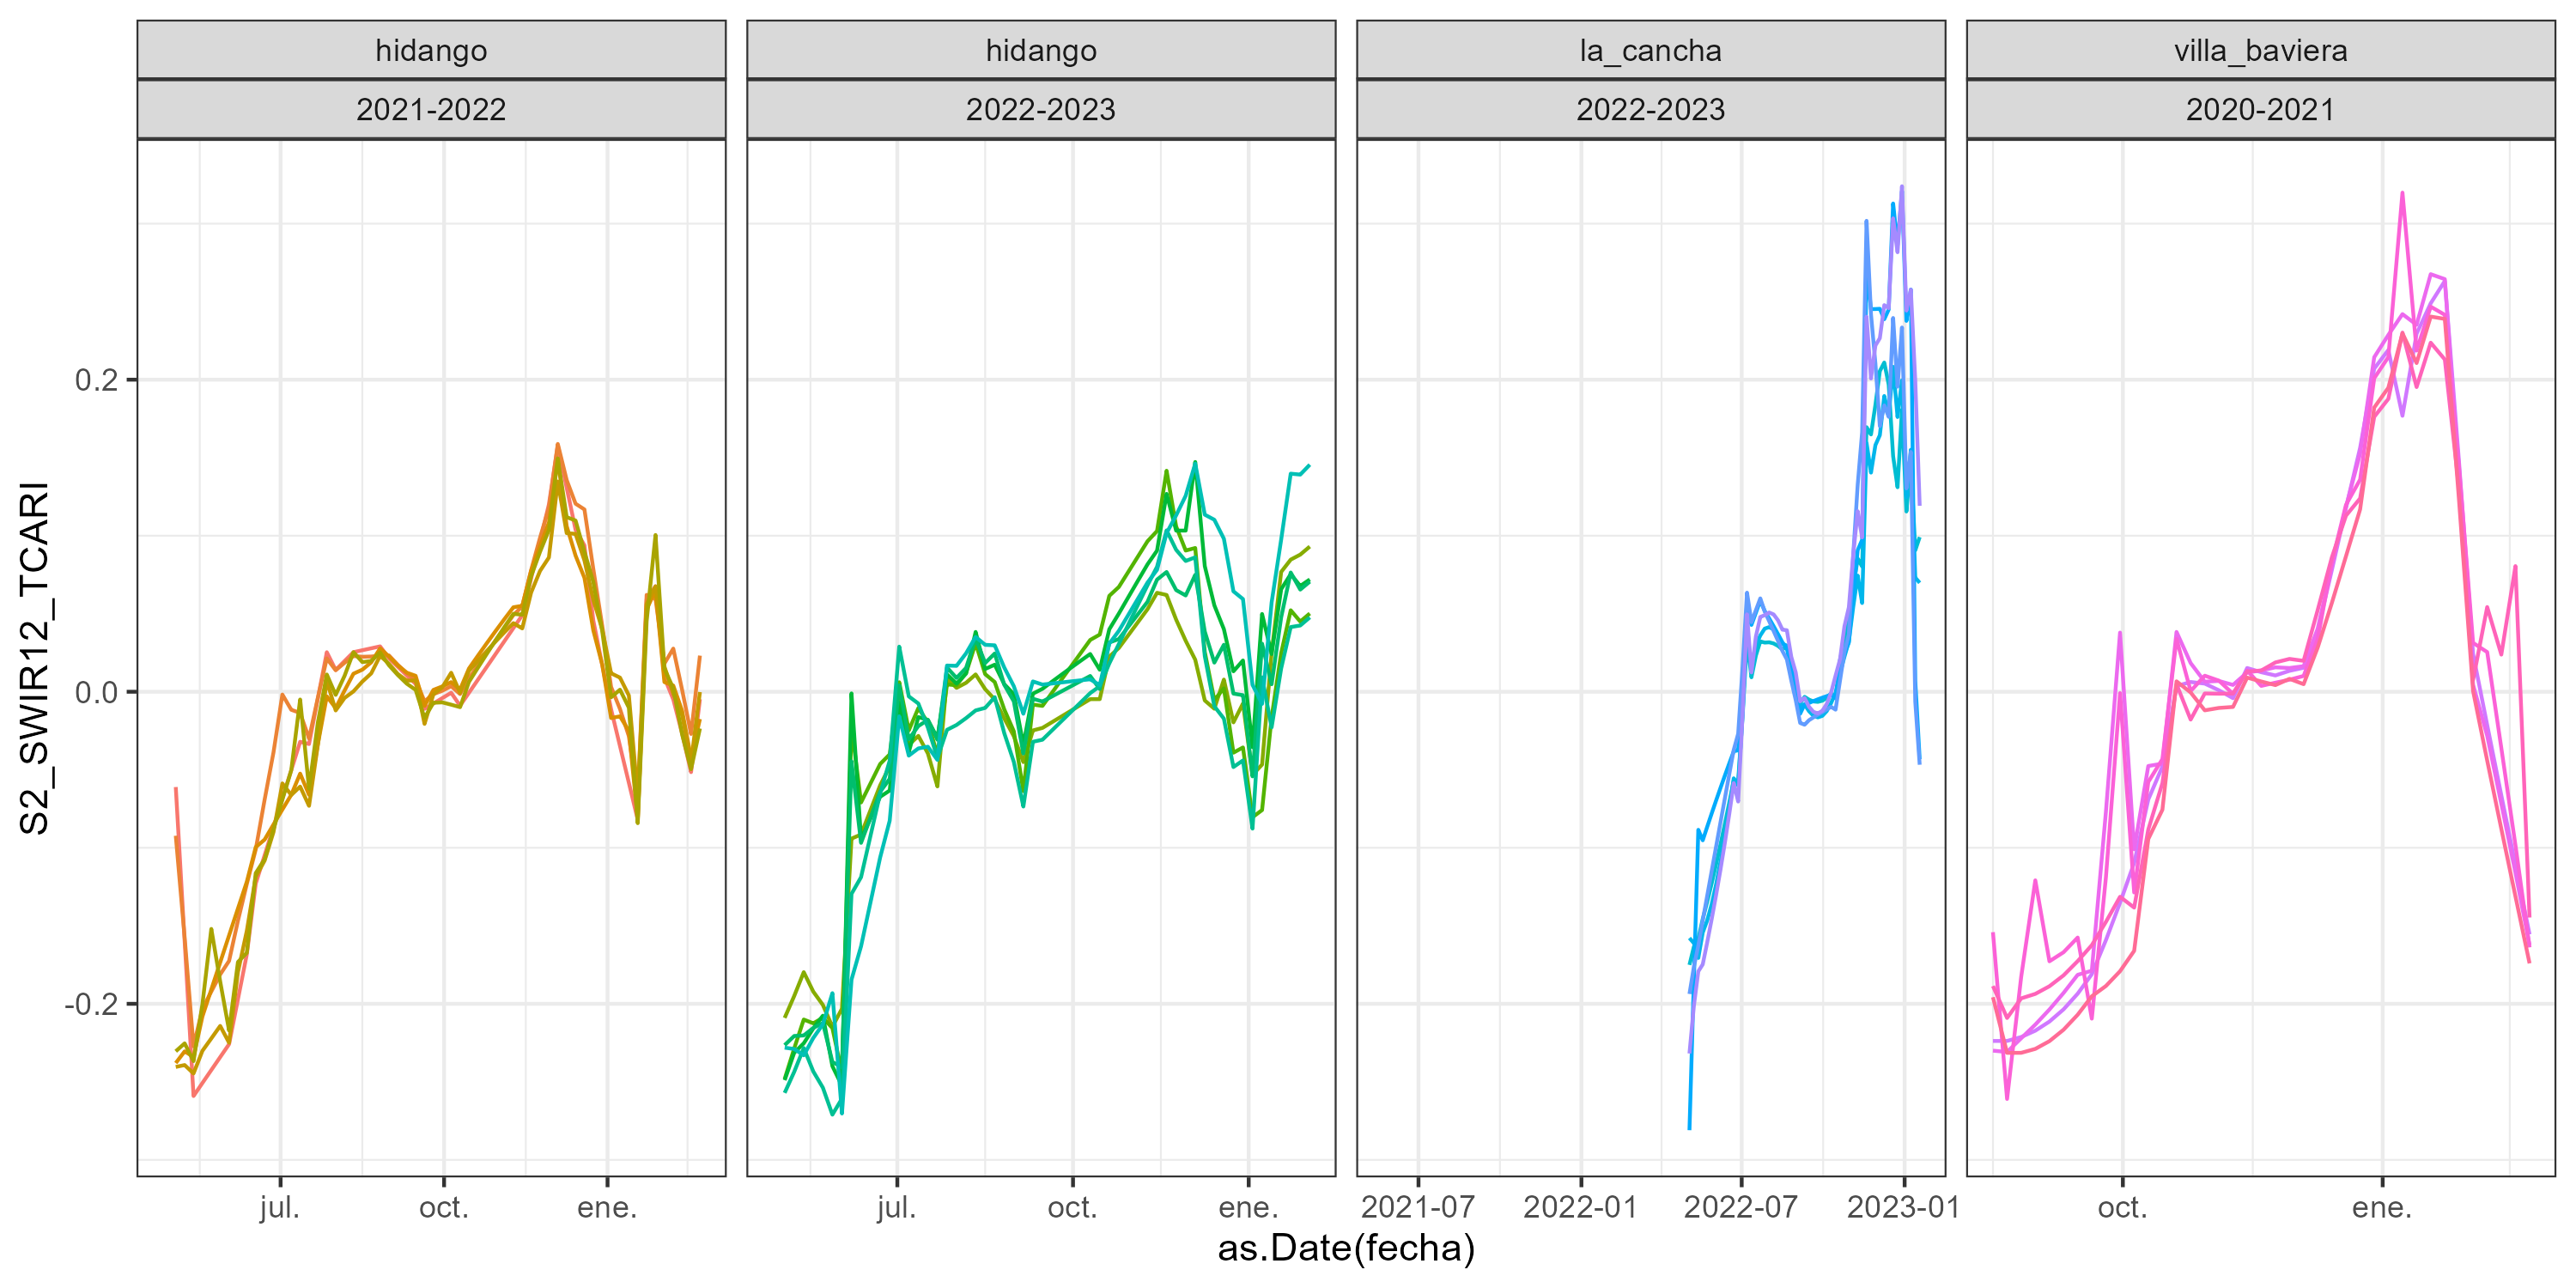 hidango hidango la_cancha villa_baviera
2021-2022 2022-2023 2022-2023 2020-2021
S2_SWIR12_TCARI
0.2
0.0
-0.2
jul. oct. ene. jul. oct. ene. 2021-07 2022-01 2022-07 2023-01 oct. ene.
as.Date(fecha)